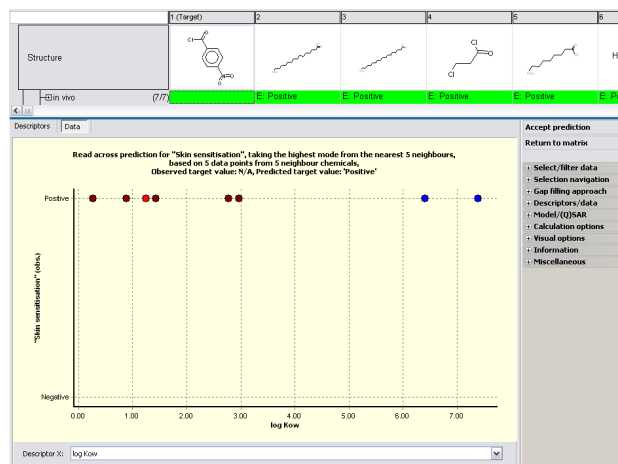 1 (Target)
2
3
4
5
6
Structure
Cl
O
N=O
O
Cl
O
Cl
H
in vivo
(7/7)
E: Positive
E: Positive
E: Positive
E: Positive
E: P
Descriptors
Data
Accept prediction
Return to matrix
Select/filter data
Selection navigation
Gap filling approach
Descriptors/data
Model/(Q)SAR
Calculation options
Visual options
Information
Miscellaneous
Read across prediction for "Skin sensitisation", taking the highest mode from the nearest 5 neighbours,
based on 5 data points from 5 neighbour chemicals,
Observed target value: N/A, Predicted target value: 'Positive'
Positive
"Skin sensitisation" (obs.)
Negative
0.00
1.00
2.00
3.00
4.00
5.00
6.00
7.00
log Kow
Descriptor X:
log Kow